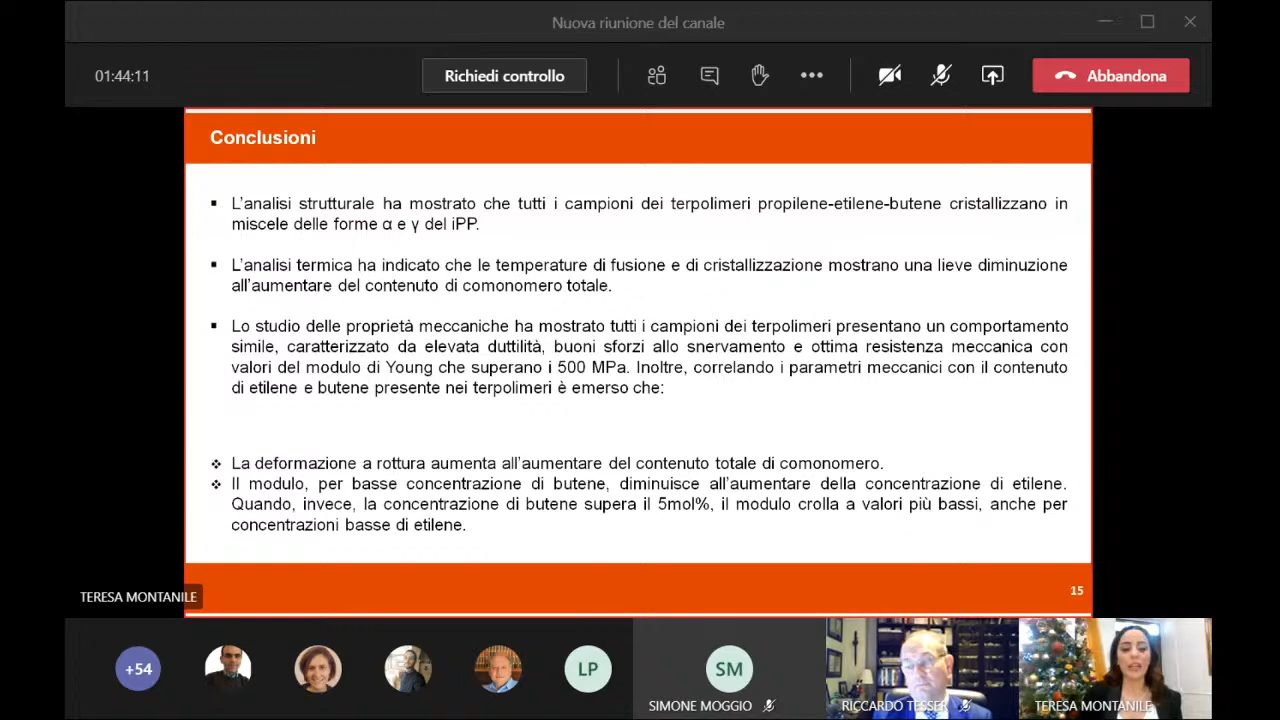 Nuova riunione del canale
01:44:11
Richiedi controllo
Abbandona
Conclusioni
▪ L'analisi strutturale ha mostrato che tutti i campioni dei terpolimeri propilene-etilene-butene cristallizzano in
miscele delle forme α e γ del iPP.
▪ L'analisi termica ha indicato che le temperature di fusione e di cristallizzazione mostrano una lieve diminuzione
all'aumentare del contenuto di comonomero totale.
▪ Lo studio delle proprietà meccaniche ha mostrato tutti i campioni dei terpolimeri presentano un comportamento
simile, caratterizzato da elevata duttilità, buoni sforzi allo snervamento e ottima resistenza meccanica con
valori del modulo di Young che superano i 500 MPa. Inoltre, correlando i parametri meccanici con il contenuto
di etilene e butene presente nei terpolimeri è emerso che:
❖ La deformazione a rottura aumenta all'aumentare del contenuto totale di comonomero.
❖ Il modulo, per basse concentrazione di butene, diminuisce all'aumentare della concentrazione di etilene.
Quando, invece, la concentrazione di butene supera il 5mol%, il modulo crolla a valori più bassi, anche per
concentrazioni basse di etilene.
15
TERESA MONTANILE
+54
LP
SM
SIMONE MOGGIO
RICCARDO TESSER
TERESA MONTANILE